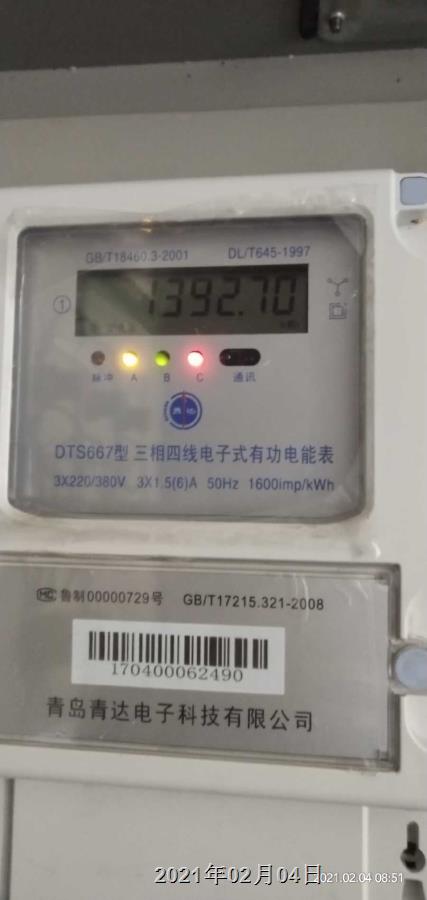 GB/T18460.3-2001 DL/T645-1997
① 1392.70
脉冲 A B C 通讯
DTS667型 三相四线电子式有功电能表
3X220/380V 3X1.5(6)A 50Hz 1600imp/kWh
MC 鲁制00000729号 GB/T17215.321-2008
170400062490
青岛青达电子科技有限公司
2021年02月04日
2021.02.04 08:51